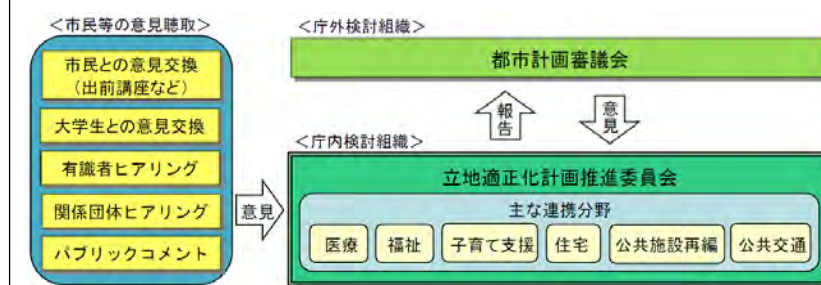 ＜市民等の意見聴取＞
市民との意見交換
（出前講座など）
大学生との意見交換
有識者ヒアリング
関係団体ヒアリング
パブリックコメント
意見
＜庁外検討組織＞
都市計画審議会
報告
意見
＜庁内検討組織＞
立地適正化計画推進委員会
主な連携分野
医療
福祉
子育て支援
住宅
公共施設再編
公共交通